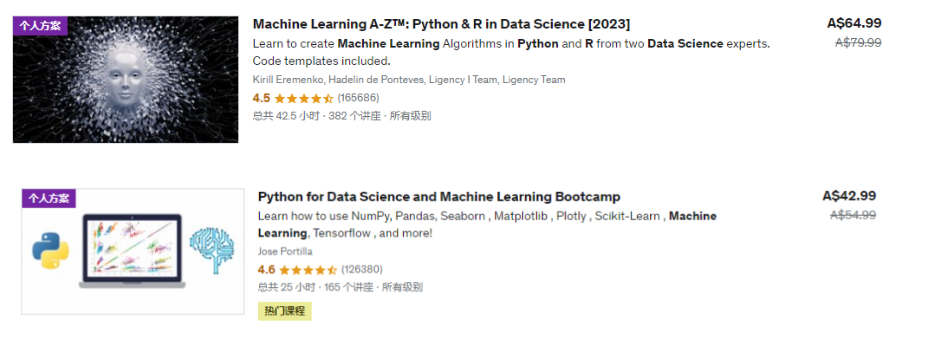 个人方案
Machine Learning A-Z™: Python & R in Data Science [2023]
A$64.99
Learn to create Machine Learning Algorithms in Python and R from two Data Science experts.
A$79.99
Code templates included.
Kirill Eremenko, Hadelin de Ponteves, Ligency I Team, Ligency Team
4.5 (165686)
总共 42.5 小时 · 382 个讲座 · 所有级别
个人方案
Python for Data Science and Machine Learning Bootcamp
A$42.99
Learn how to use NumPy, Pandas, Seaborn , Matplotlib , Plotly , Scikit-Learn , Machine
A$54.99
Learning, Tensorflow , and more!
Jose Portilla
4.6 (126380)
总共 25 小时 · 165 个讲座 · 所有级别
热门课程